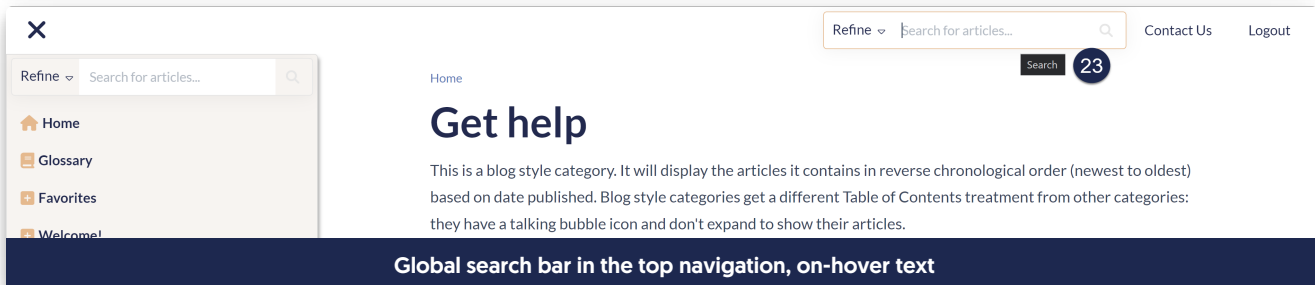 Refine Search for articles... Contact Us Logout
Search 23
Refine Search for articles...
Home
Glossary
Favorites
Welcome!
Home
Get help
This is a blog style category. It will display the articles it contains in reverse chronological order (newest to oldest)
based on date published. Blog style categories get a different Table of Contents treatment from other categories:
they have a talking bubble icon and don't expand to show their articles.
Global search bar in the top navigation, on-hover text